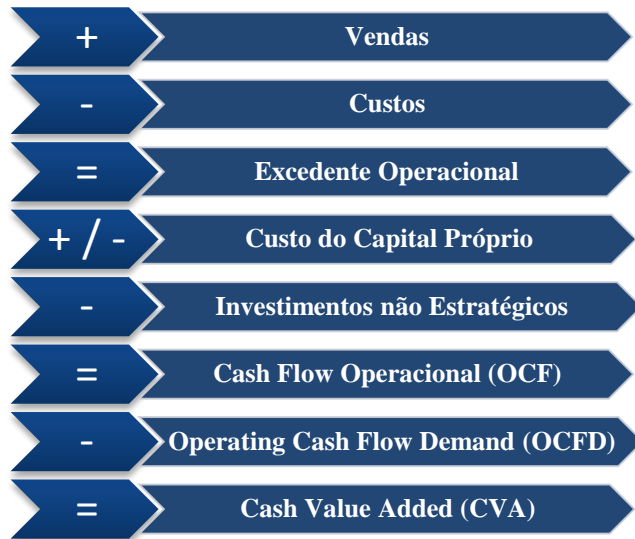 + Vendas
- Custos
= Excedente Operacional
+ / - Custo do Capital Próprio
- Investimentos não Estratégicos
= Cash Flow Operacional (OCF)
- Operating Cash Flow Demand (OCFD)
= Cash Value Added (CVA)